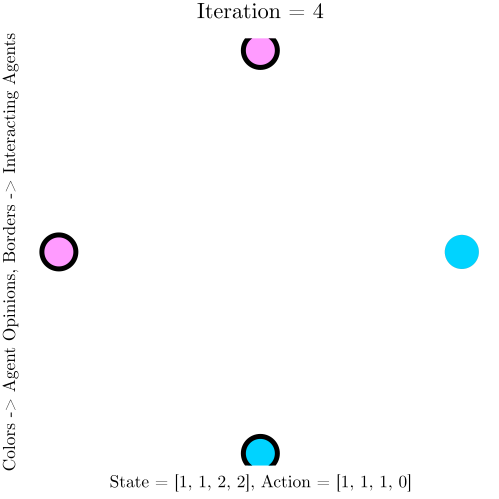 Iteration = 4
Colors -> Agent Opinions, Borders -> Interacting Agents
State = [1, 1, 2, 2], Action = [1, 1, 1, 0]